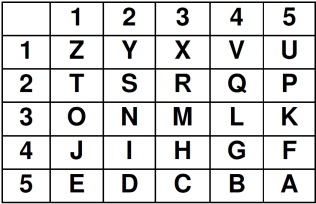 1 2 3 4 5
1 Z Y X V U
2 T S R Q P
3 O N M L K
4 J I H G F
5 E D C B A